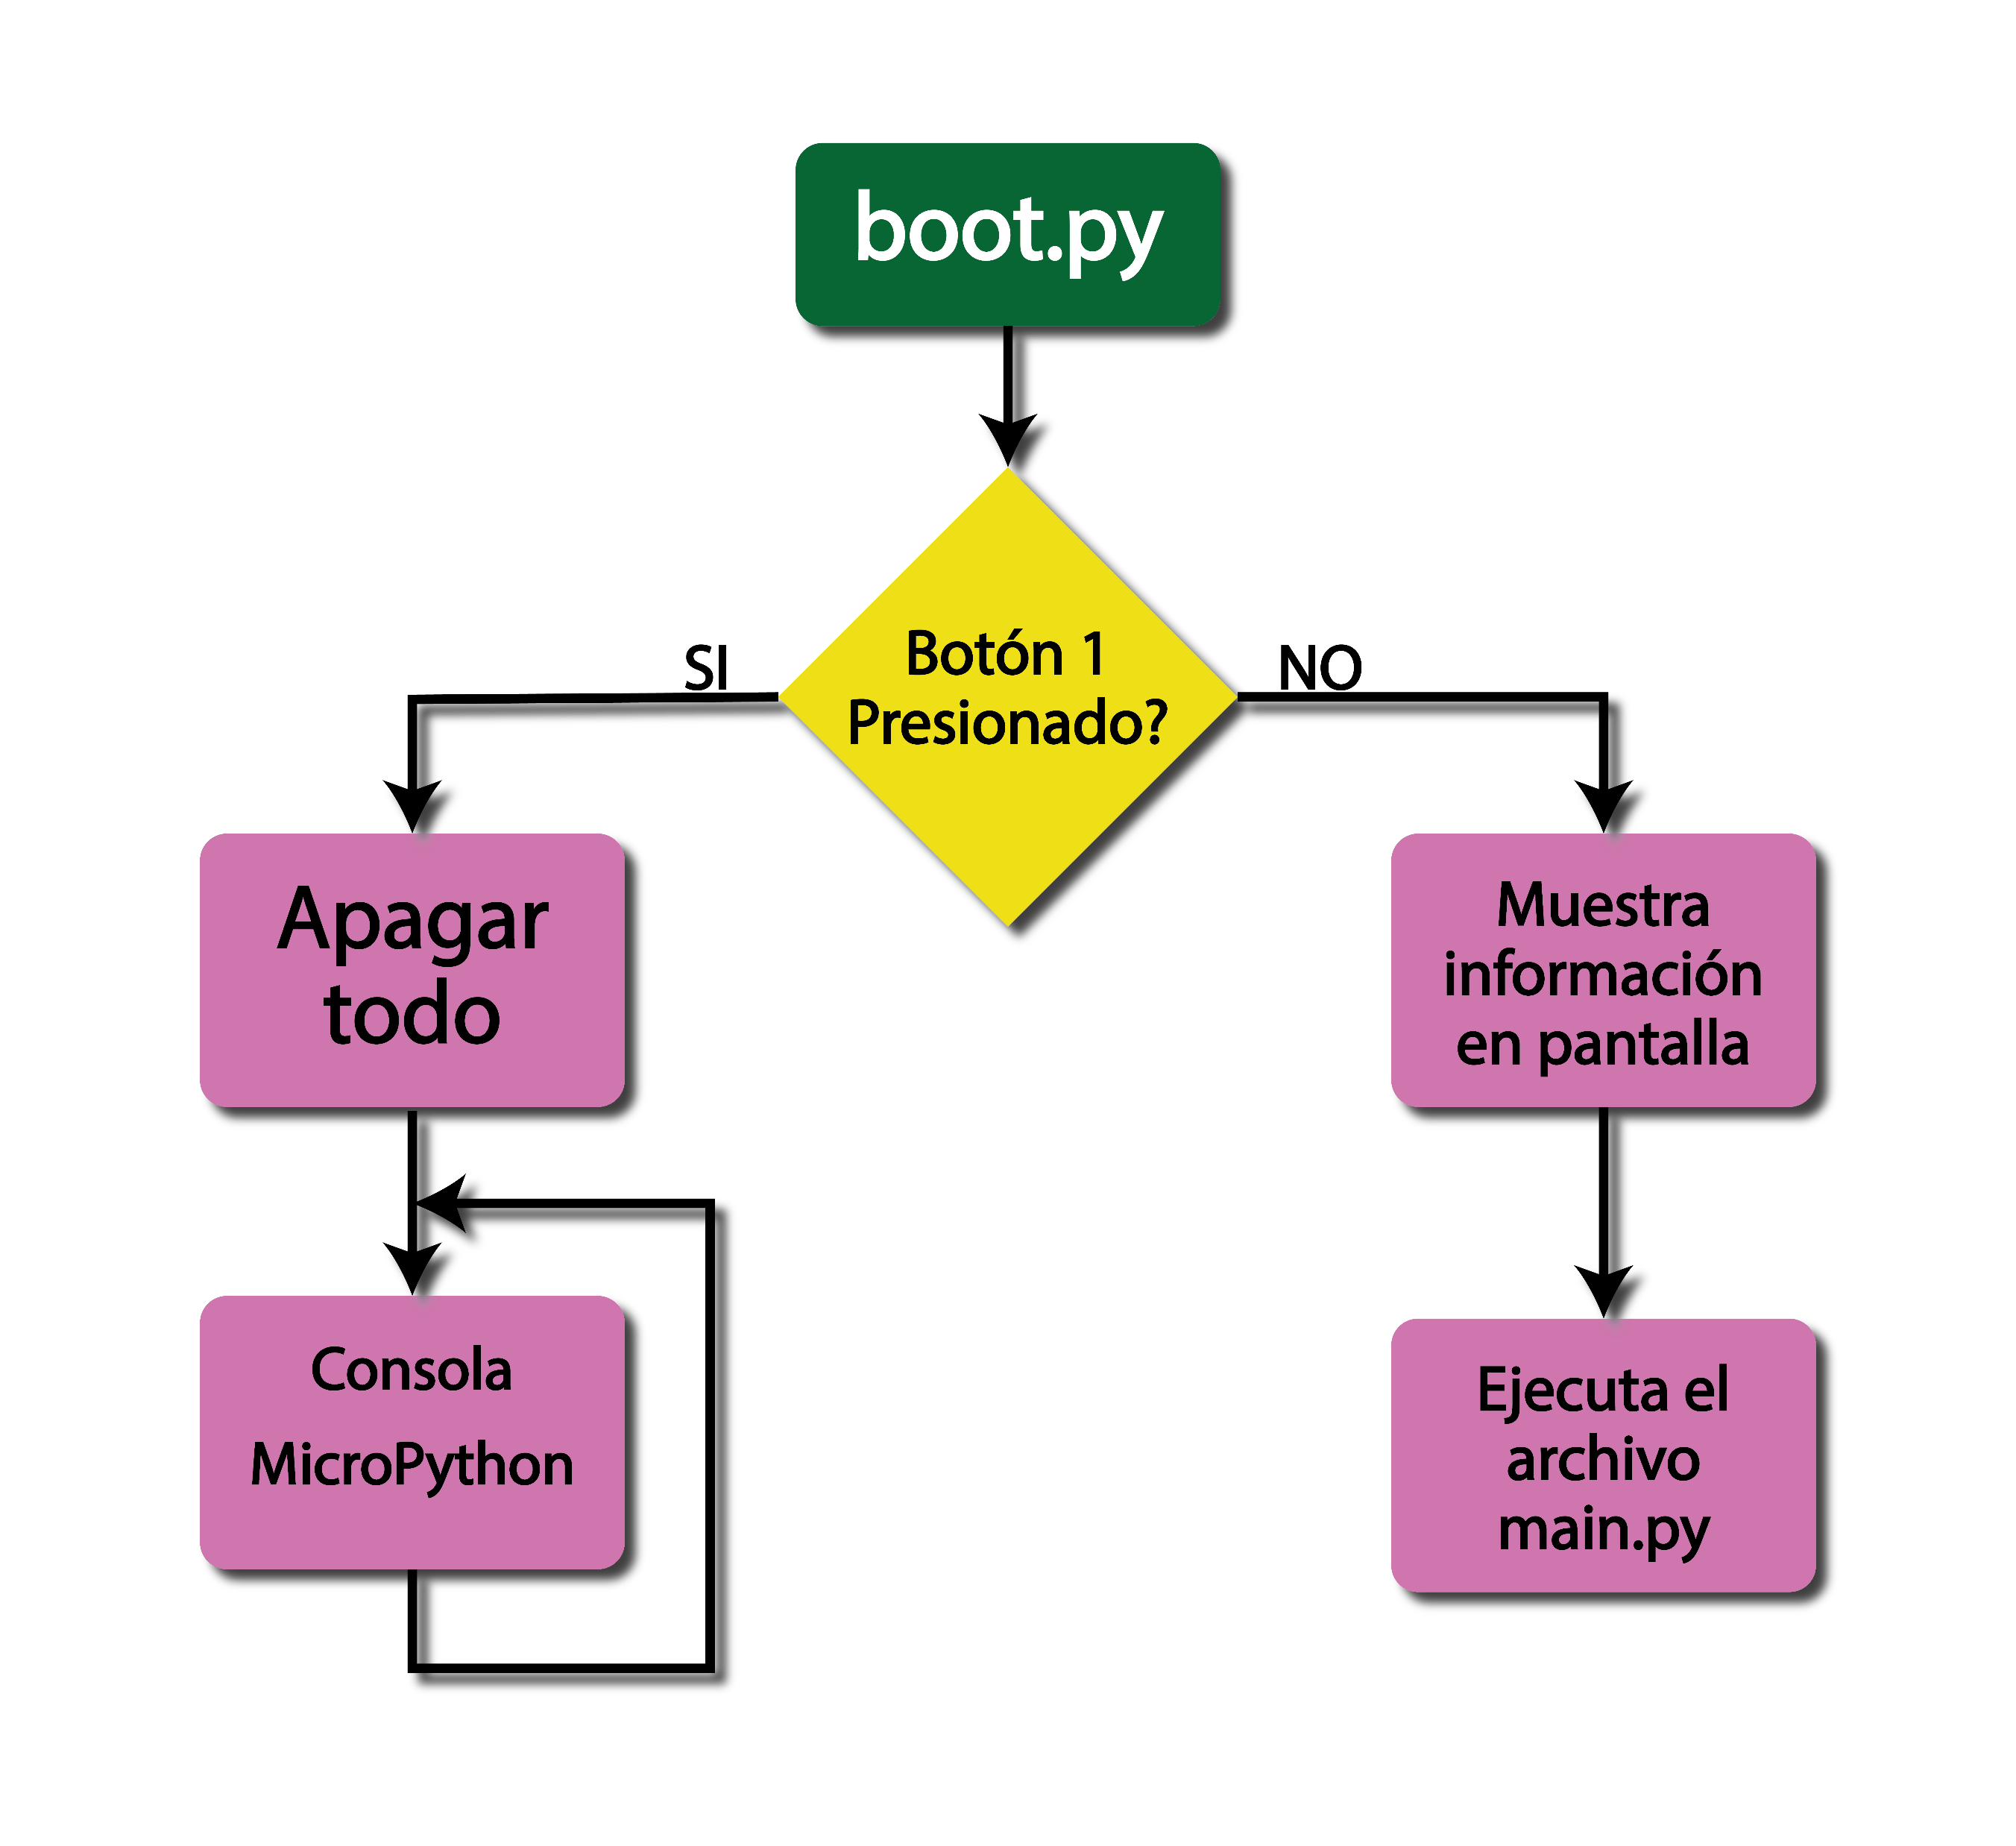 boot.py
Botón 1
Presionado?
SI
NO
Apagar
todo
Muestra
información
en pantalla
Consola
MicroPython
Ejecuta el
archivo
main.py